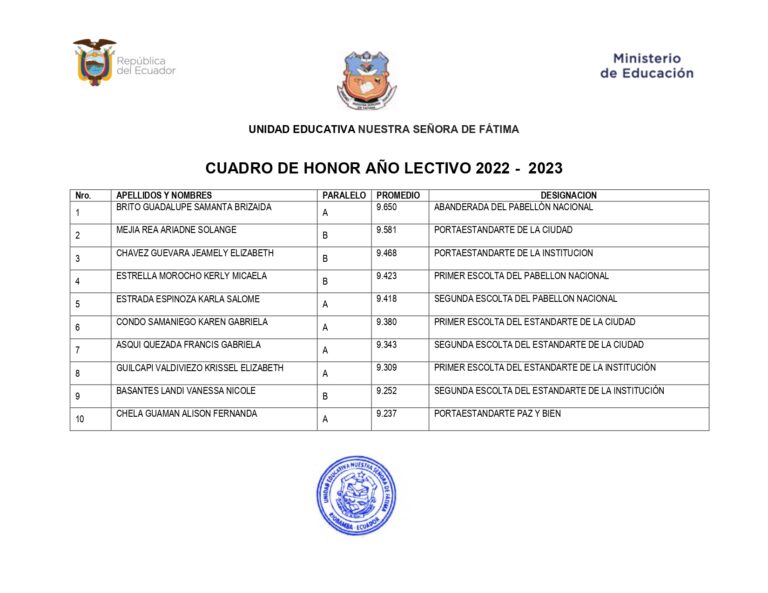 República
del Ecuador
Ministerio
de Educación
UNIDAD EDUCATIVA NUESTRA SEÑORA DE FÁTIMA
CUADRO DE HONOR AÑO LECTIVO 2022 - 2023
Nro. APELLIDOS Y NOMBRES PARALELO PROMEDIO DESIGNACION
1 BRITO GUADALUPE SAMANTA BRIZAIDA A 9.650 ABANDERADA DEL PABELLÓN NACIONAL
2 MEJIA REA ARIADNE SOLANGE B 9.581 PORTAESTANDARTE DE LA CIUDAD
3 CHAVEZ GUEVARA JEAMELY ELIZABETH B 9.468 PORTAESTANDARTE DE LA INSTITUCION
4 ESTRELLA MOROCHO KERLY MICAELA B 9.423 PRIMER ESCOLTA DEL PABELLON NACIONAL
5 ESTRADA ESPINOZA KARLA SALOME A 9.418 SEGUNDA ESCOLTA DEL PABELLON NACIONAL
6 CONDO SAMANIEGO KAREN GABRIELA A 9.380 PRIMER ESCOLTA DEL ESTANDARTE DE LA CIUDAD
7 ASQUI QUEZADA FRANCIS GABRIELA A 9.343 SEGUNDA ESCOLTA DEL ESTANDARTE DE LA CIUDAD
8 GUILCAPI VALDIVIEZO KRISSEL ELIZABETH A 9.309 PRIMER ESCOLTA DEL ESTANDARTE DE LA INSTITUCIÓN
9 BASANTES LANDI VANESSA NICOLE B 9.252 SEGUNDA ESCOLTA DEL ESTANDARTE DE LA INSTITUCIÓN
10 CHELA GUAMAN ALISON FERNANDA A 9.237 PORTAESTANDARTE PAZ Y BIEN
UNIDAD EDUCATIVA NUESTRA SEÑORA DE FATIMA
RIOBAMBA ECUADOR